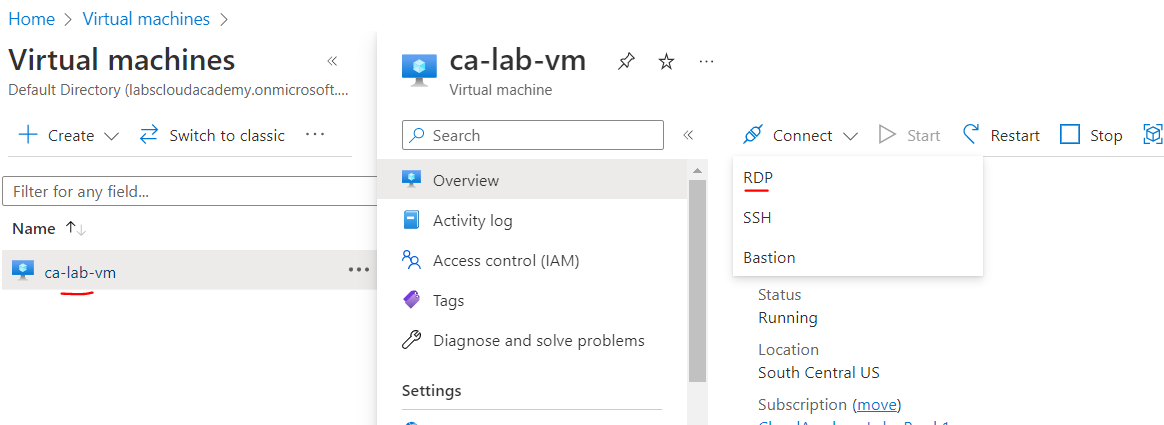 Home > Virtual machines >
Virtual machines
Default Directory (labscloudacademy.onmicrosoft....
Create
Switch to classic
...
Filter for any field...
Name
ca-lab-vm
...
ca-lab-vm
...
Virtual machine
Search
Overview
Activity log
Access control (IAM)
Tags
Diagnose and solve problems
Settings
Connect
Start
Restart
Stop
RDP
SSH
Bastion
Status
Running
Location
South Central US
Subscription (move)